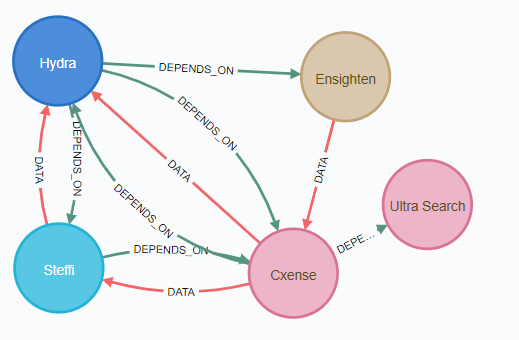 Hydra
DEPENDS_ON
Ensighten
DEPENDS_ON
DEPENDS_ON
DATA
DATA
DATA
DEPENDS_ON
Ultra Search
DEPE...
DEPENDS_ON
Steffi
Cxense
DATA